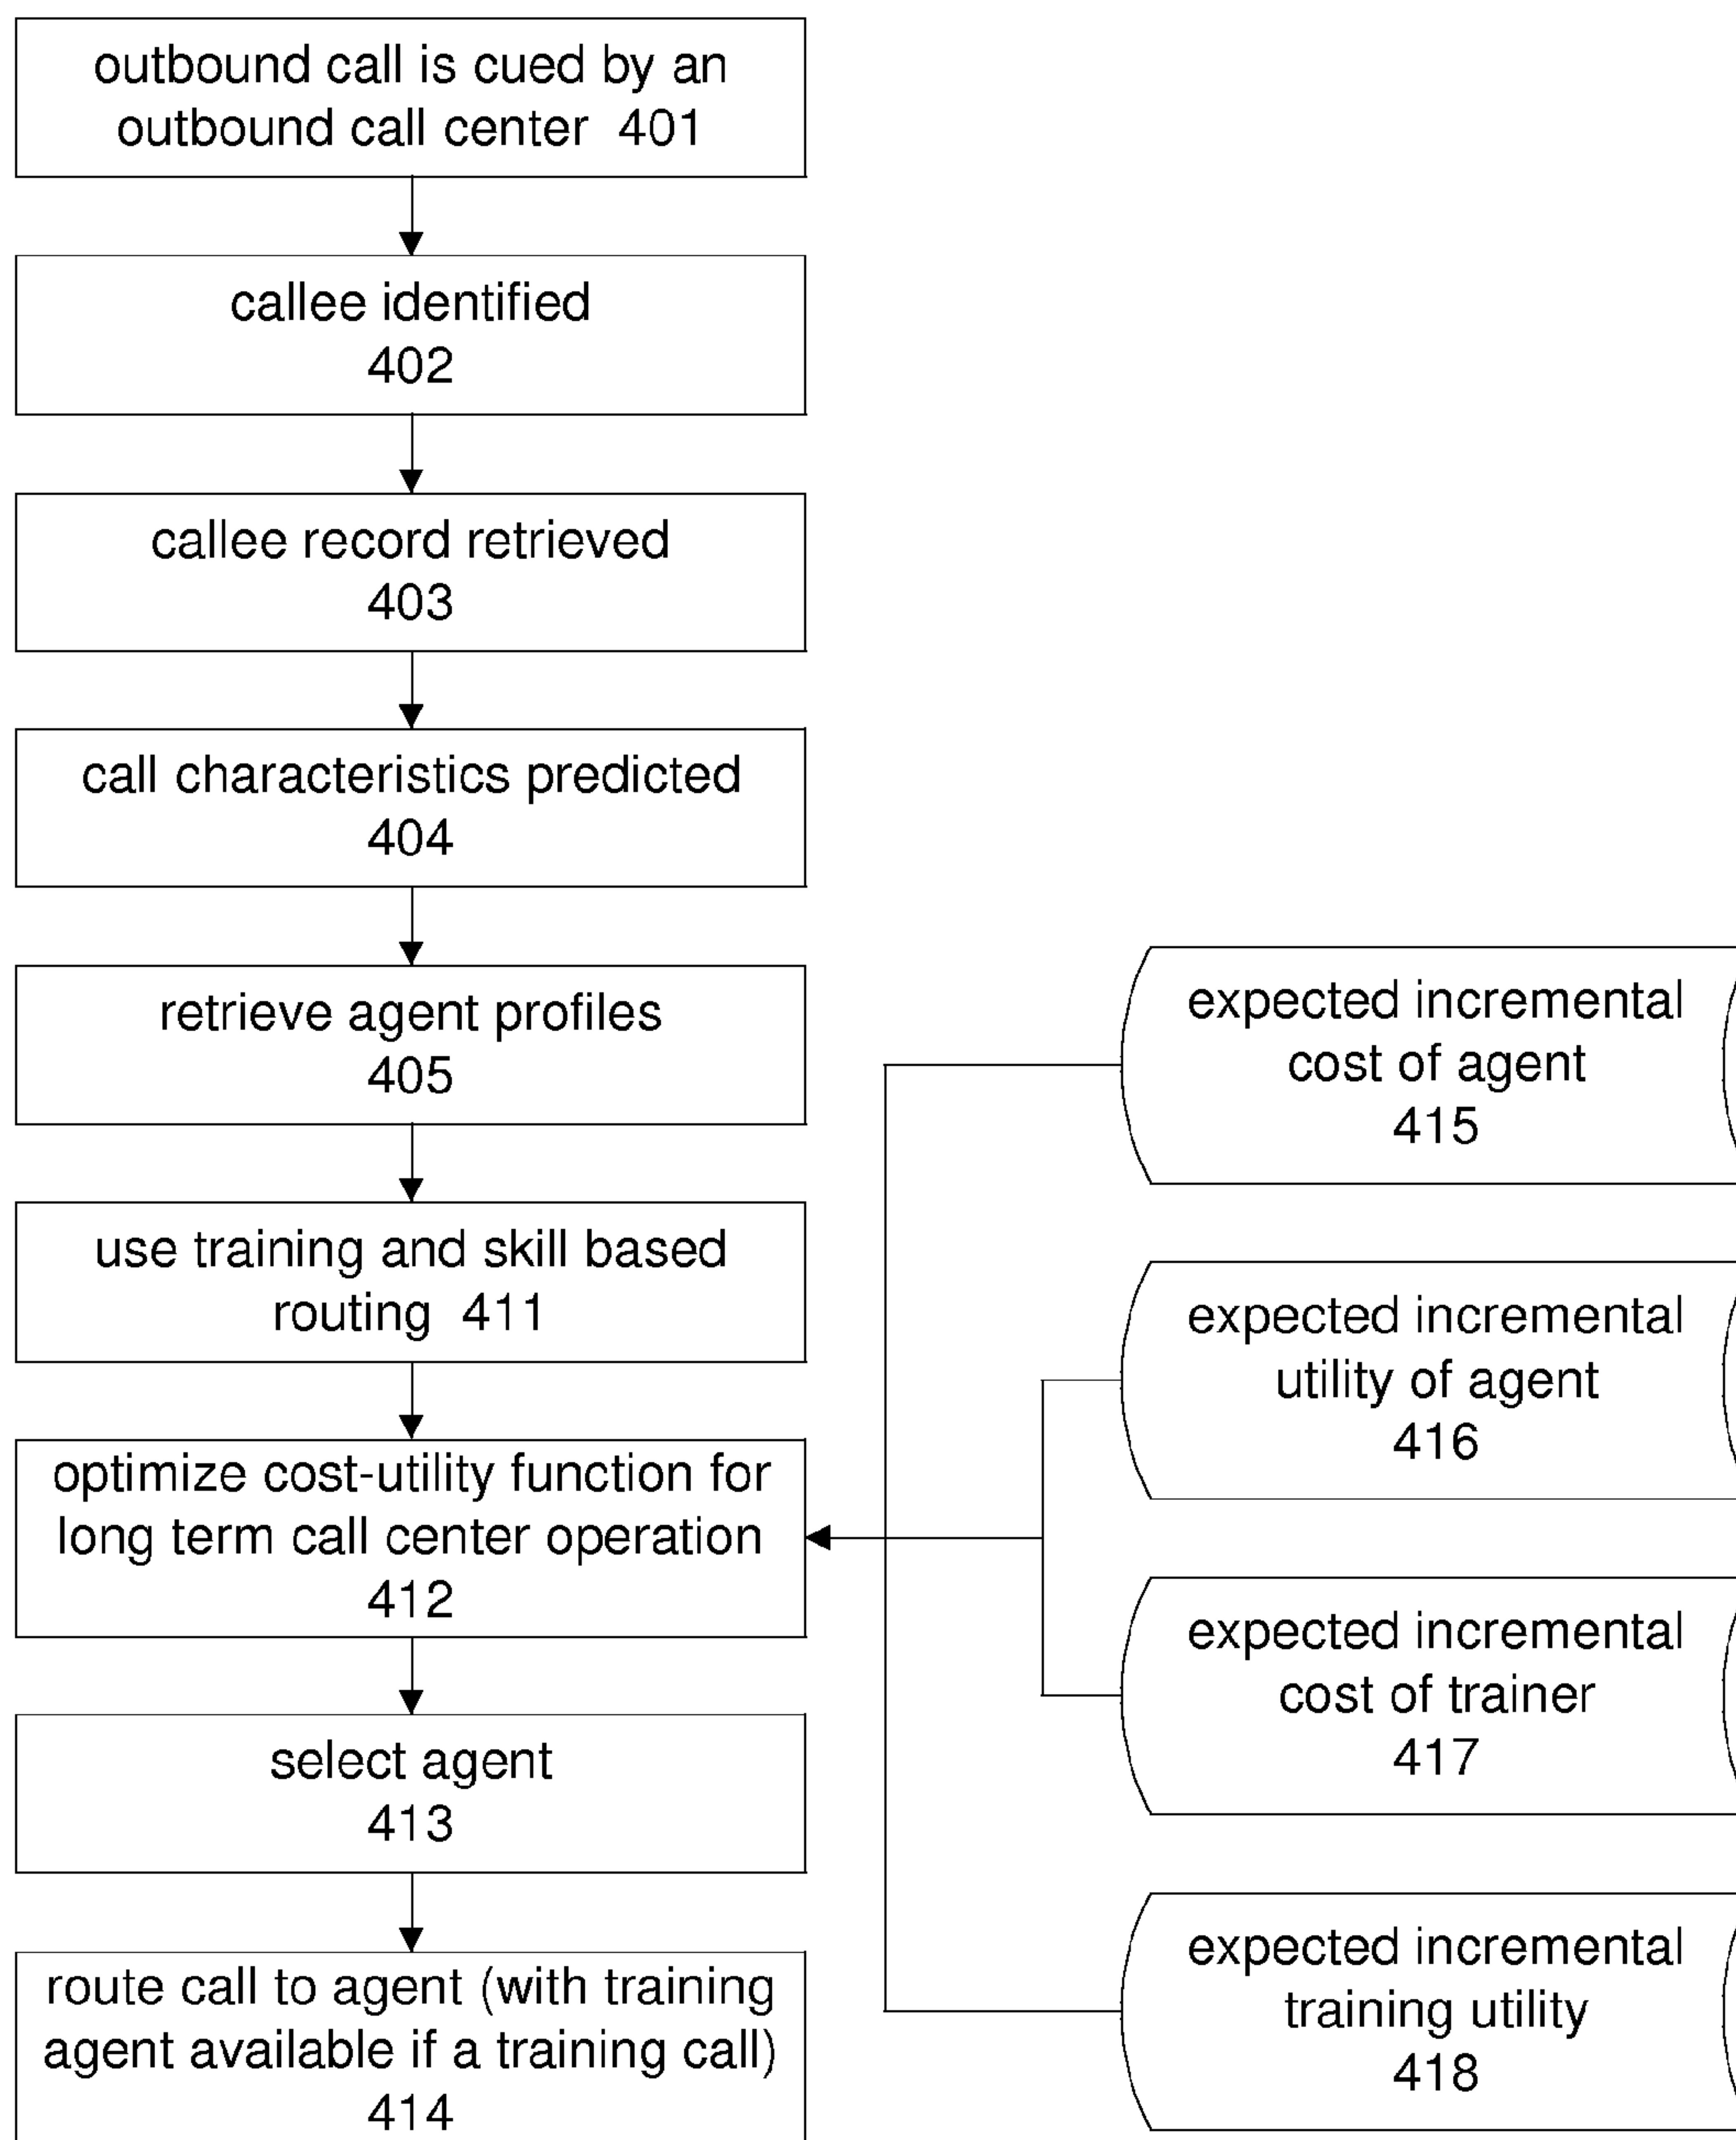 outbound call is cued by an
outbound call center 401
callee identified
402
callee record retrieved
403
call characteristics predicted
404
retrieve agent profiles
405
use training and skill based
routing 411
optimize cost-utility function for
long term call center operation
412
select agent
413
route call to agent (with training
agent available if a training call)
414
expected incremental
cost of agent
415
expected incremental
utility of agent
416
expected incremental
cost of trainer
417
expected incremental
training utility
418